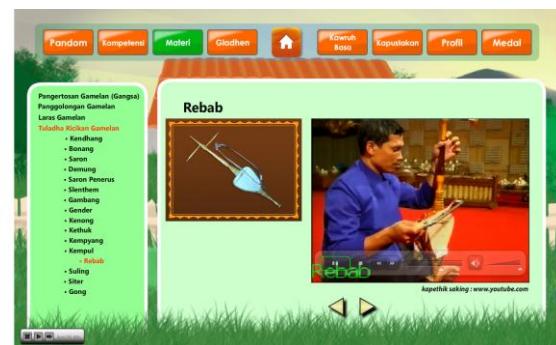 Pandom
Kompetensi
Materi
Gladhen
Kawruh
Basa
Kapustakan
Profil
Medal
Pangertosan Gamelan (Gangsa)
Panggolongan Gamelan
Laras Gamelan
Tuladha Ricikan Gamelan
• Kendhang
• Bonang
• Saron
• Demung
• Saron Penerus
• Slenthem
• Gambang
• Gender
• Kenong
• Kethuk
• Kempyang
• Kempul
• Rebab
• Suling
• Siter
• Gong
Rebab
Rebab
kapethik saking : www.youtube.com